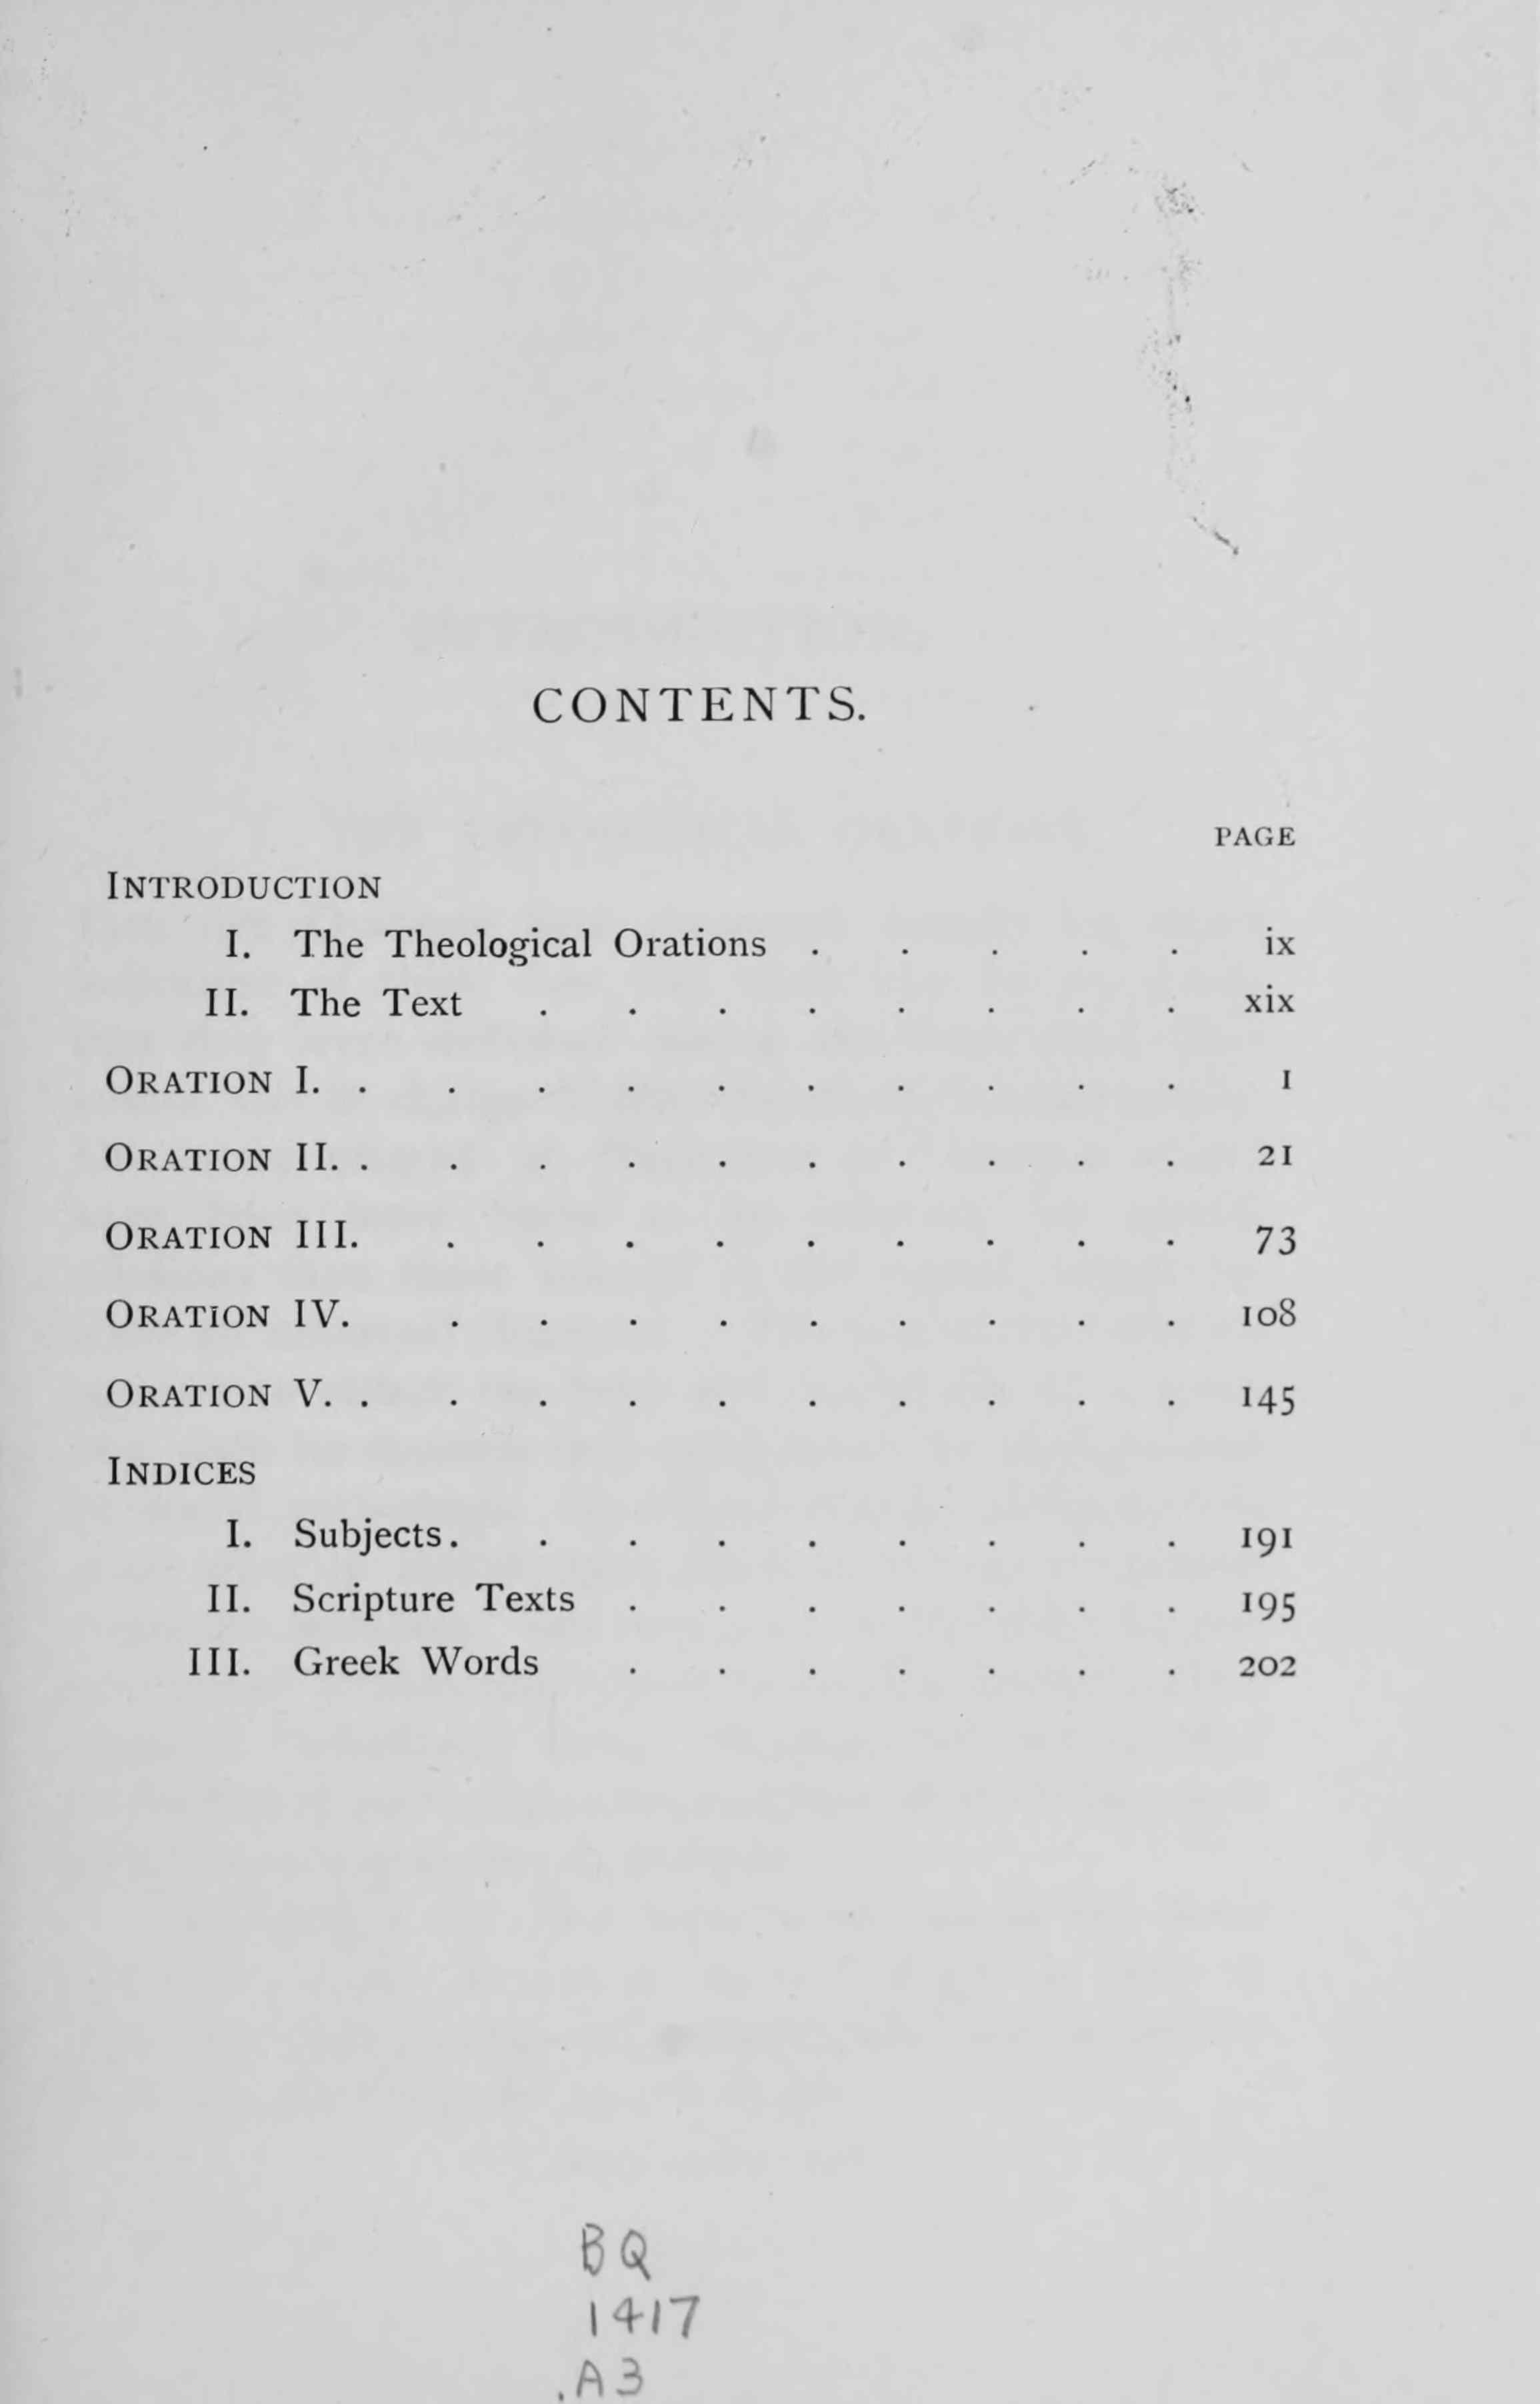 CONTENTS.
PAGE
INTRODUCTION
I. The Theological Orations . . . . . ix
II. The Text . . . . . . . . xix
ORATION I. . . . . . . . . . . 1
ORATION II. . . . . . . . . . . 21
ORATION III. . . . . . . . . . 73
ORATION IV. . . . . . . . . . 108
ORATION V. . . . . . . . . . . 145
INDICES
I. Subjects. . . . . . . . . 191
II. Scripture Texts . . . . . . . 195
III. Greek Words . . . . . . . 202
BQ
1417
.A3